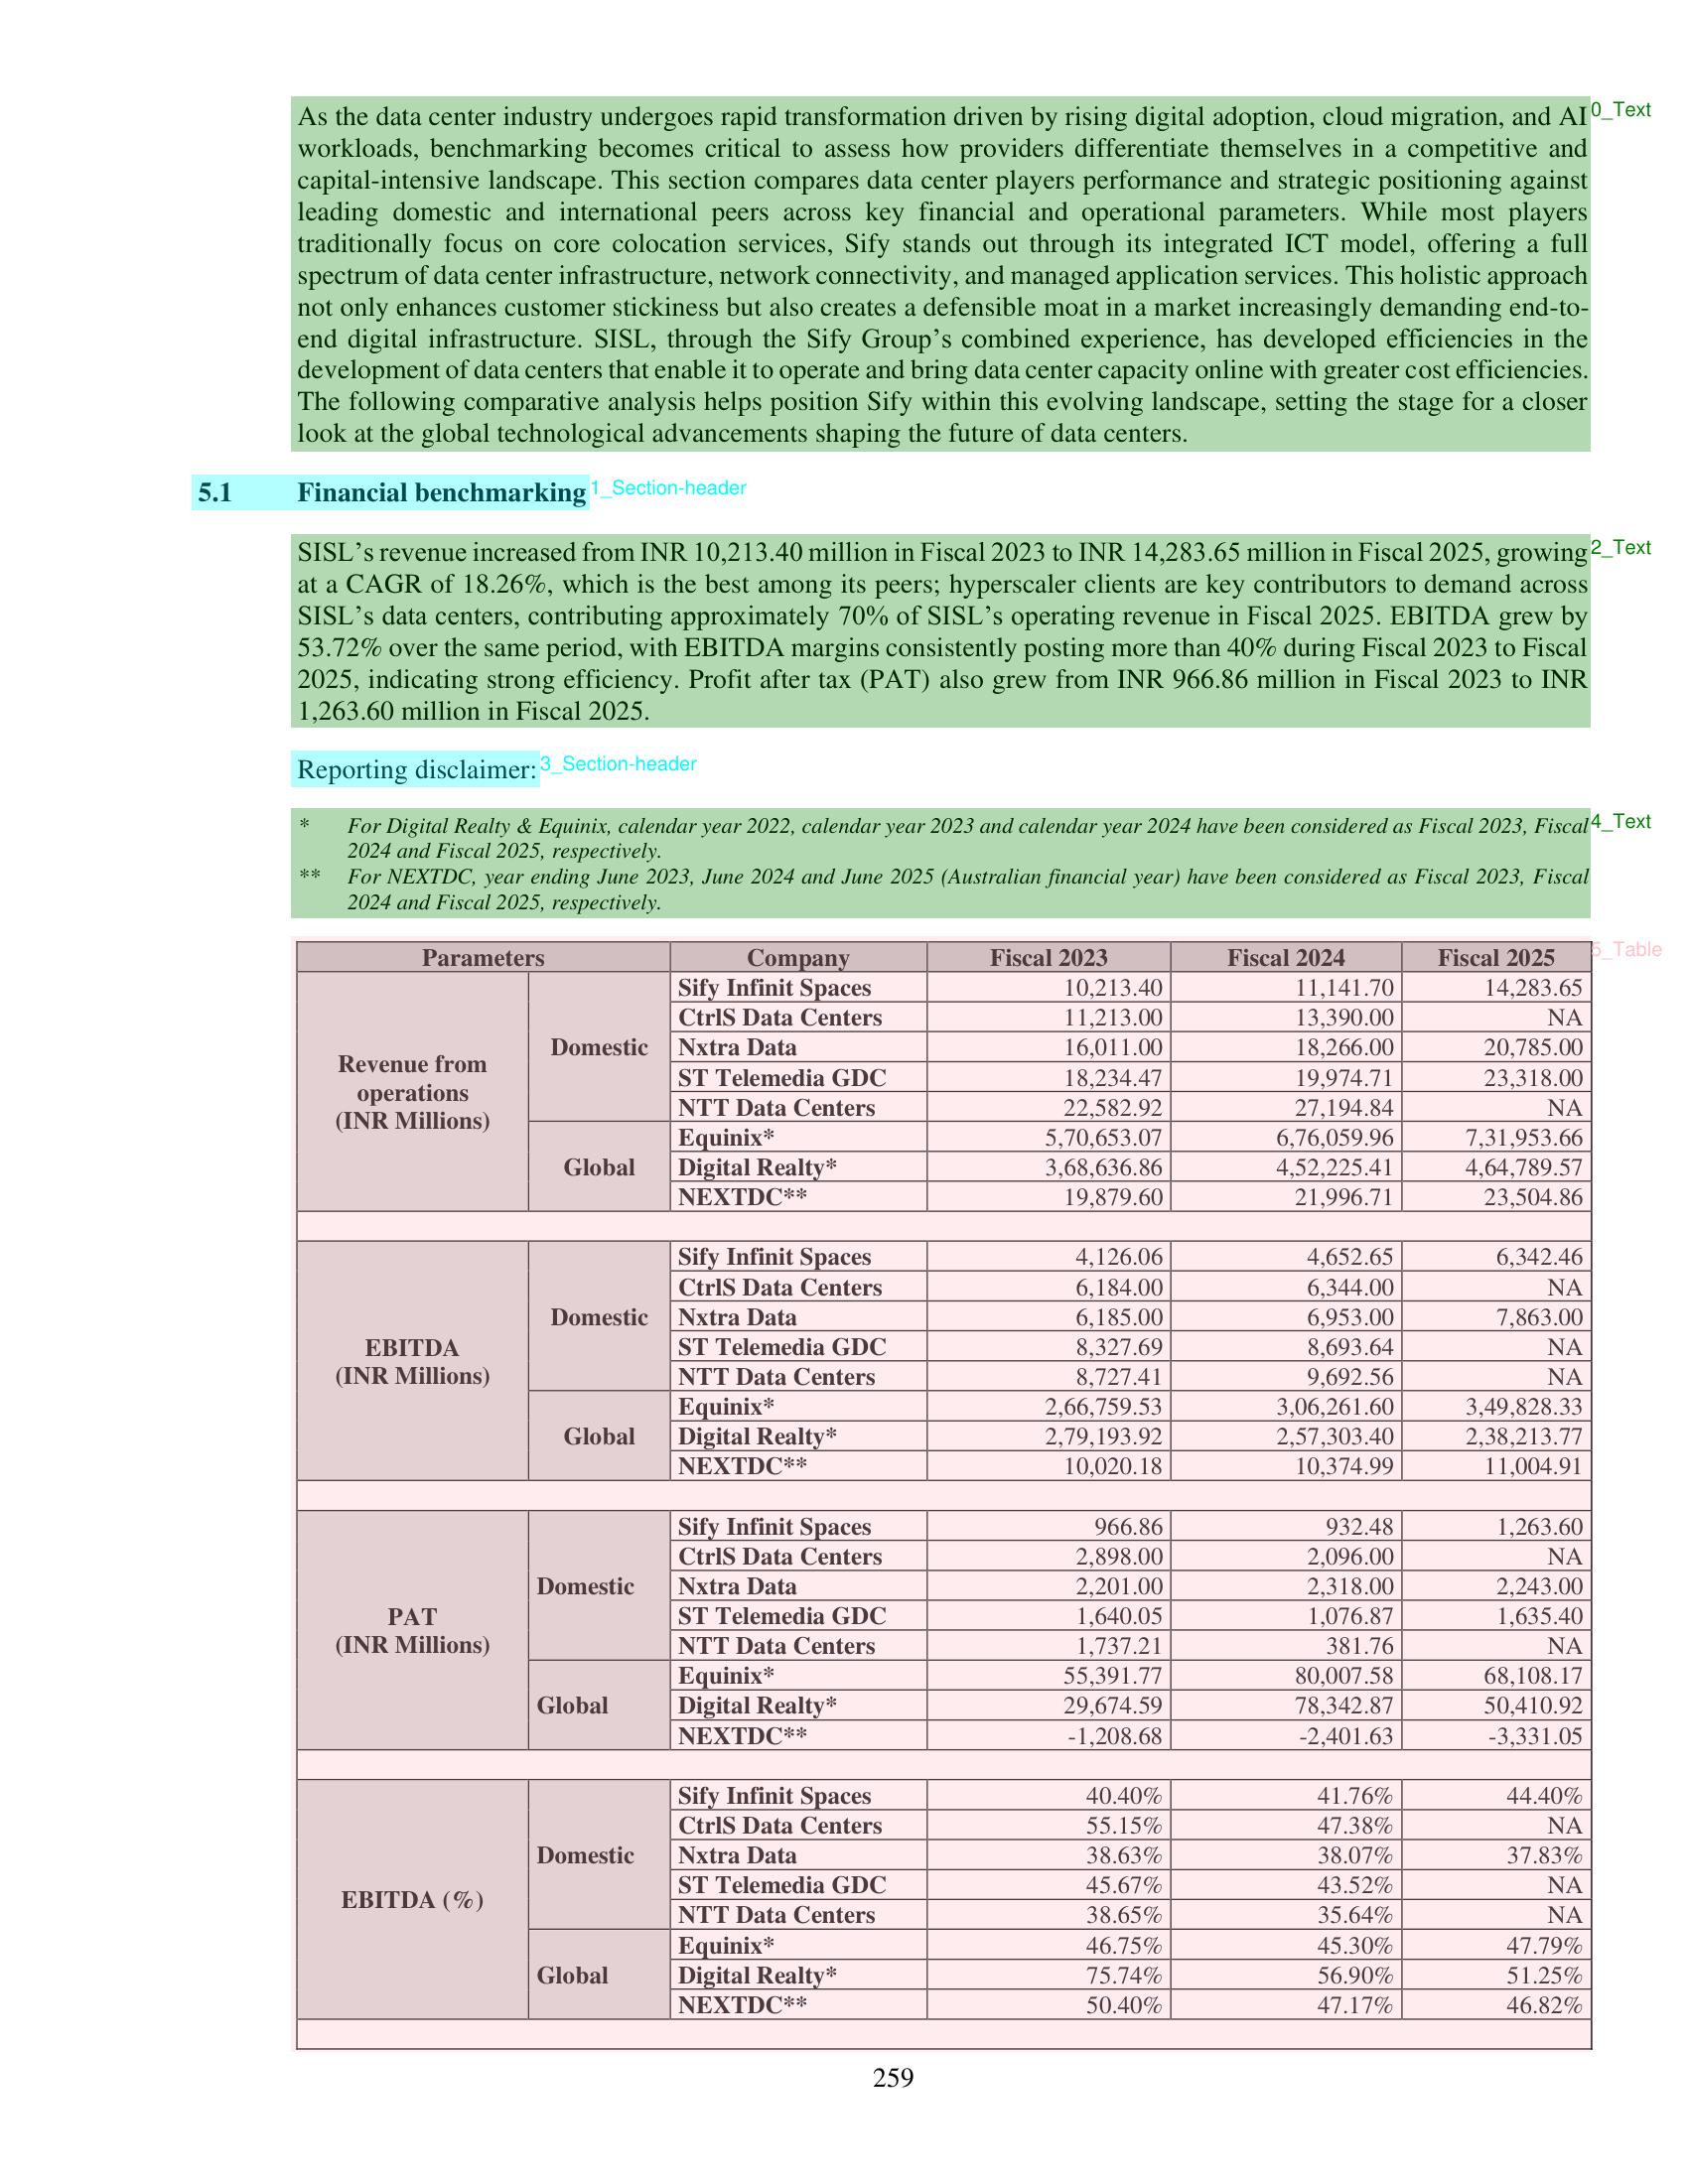 As the data center industry undergoes rapid transformation driven by rising digital adoption, cloud migration, and AI 0_Text
workloads, benchmarking becomes critical to assess how providers differentiate themselves in a competitive and
capital-intensive landscape. This section compares data center players performance and strategic positioning against
leading domestic and international peers across key financial and operational parameters. While most players
traditionally focus on core colocation services, Sify stands out through its integrated ICT model, offering a full
spectrum of data center infrastructure, network connectivity, and managed application services. This holistic approach
not only enhances customer stickiness but also creates a defensible moat in a market increasingly demanding end-to-
end digital infrastructure. SISL, through the Sify Group’s combined experience, has developed efficiencies in the
development of data centers that enable it to operate and bring data center capacity online with greater cost efficiencies.
The following comparative analysis helps position Sify within this evolving landscape, setting the stage for a closer
look at the global technological advancements shaping the future of data centers.
5.1 Financial benchmarking 1_Section-header
SISL’s revenue increased from INR 10,213.40 million in Fiscal 2023 to INR 14,283.65 million in Fiscal 2025, growing 2_Text
at a CAGR of 18.26%, which is the best among its peers; hyperscaler clients are key contributors to demand across
SISL’s data centers, contributing approximately 70% of SISL’s operating revenue in Fiscal 2025. EBITDA grew by
53.72% over the same period, with EBITDA margins consistently posting more than 40% during Fiscal 2023 to Fiscal
2025, indicating strong efficiency. Profit after tax (PAT) also grew from INR 966.86 million in Fiscal 2023 to INR
1,263.60 million in Fiscal 2025.
Reporting disclaimer: 3_Section-header
* For Digital Realty & Equinix, calendar year 2022, calendar year 2023 and calendar year 2024 have been considered as Fiscal 2023, Fiscal 4_Text
2024 and Fiscal 2025, respectively.
** For NEXTDC, year ending June 2023, June 2024 and June 2025 (Australian financial year) have been considered as Fiscal 2023, Fiscal
2024 and Fiscal 2025, respectively.
Parameters Company Fiscal 2023 Fiscal 2024 Fiscal 2025 5_Table
Revenue from
operations
(INR Millions)
Domestic
Sify Infinit Spaces 10,213.40 11,141.70 14,283.65
CtrlS Data Centers 11,213.00 13,390.00 NA
Nxtra Data 16,011.00 18,266.00 20,785.00
ST Telemedia GDC 18,234.47 19,974.71 23,318.00
NTT Data Centers 22,582.92 27,194.84 NA
Global
Equinix* 5,70,653.07 6,76,059.96 7,31,953.66
Digital Realty* 3,68,636.86 4,52,225.41 4,64,789.57
NEXTDC** 19,879.60 21,996.71 23,504.86
EBITDA
(INR Millions)
Domestic
Sify Infinit Spaces 4,126.06 4,652.65 6,342.46
CtrlS Data Centers 6,184.00 6,344.00 NA
Nxtra Data 6,185.00 6,953.00 7,863.00
ST Telemedia GDC 8,327.69 8,693.64 NA
NTT Data Centers 8,727.41 9,692.56 NA
Global
Equinix* 2,66,759.53 3,06,261.60 3,49,828.33
Digital Realty* 2,79,193.92 2,57,303.40 2,38,213.77
NEXTDC** 10,020.18 10,374.99 11,004.91
PAT
(INR Millions)
Domestic
Sify Infinit Spaces 966.86 932.48 1,263.60
CtrlS Data Centers 2,898.00 2,096.00 NA
Nxtra Data 2,201.00 2,318.00 2,243.00
ST Telemedia GDC 1,640.05 1,076.87 1,635.40
NTT Data Centers 1,737.21 381.76 NA
Global
Equinix* 55,391.77 80,007.58 68,108.17
Digital Realty* 29,674.59 78,342.87 50,410.92
NEXTDC** -1,208.68 -2,401.63 -3,331.05
EBITDA (%)
Domestic
Sify Infinit Spaces 40.40% 41.76% 44.40%
CtrlS Data Centers 55.15% 47.38% NA
Nxtra Data 38.63% 38.07% 37.83%
ST Telemedia GDC 45.67% 43.52% NA
NTT Data Centers 38.65% 35.64% NA
Global
Equinix* 46.75% 45.30% 47.79%
Digital Realty* 75.74% 56.90% 51.25%
NEXTDC** 50.40% 47.17% 46.82%
259